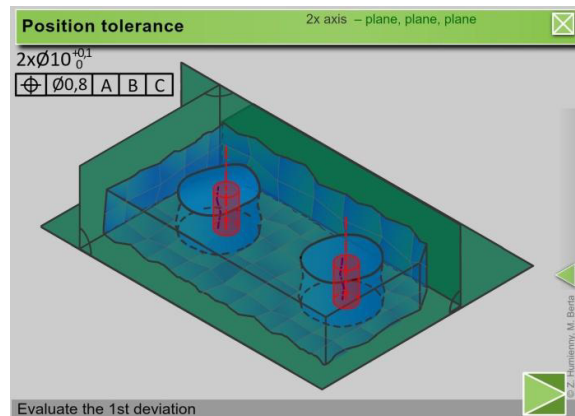 Position tolerance
2x axis – plane, plane, plane
2xØ10 +0,1 0
⌖ Ø0,8 A B C
Evaluate the 1st deviation
© Z. Humienny, M. Berta